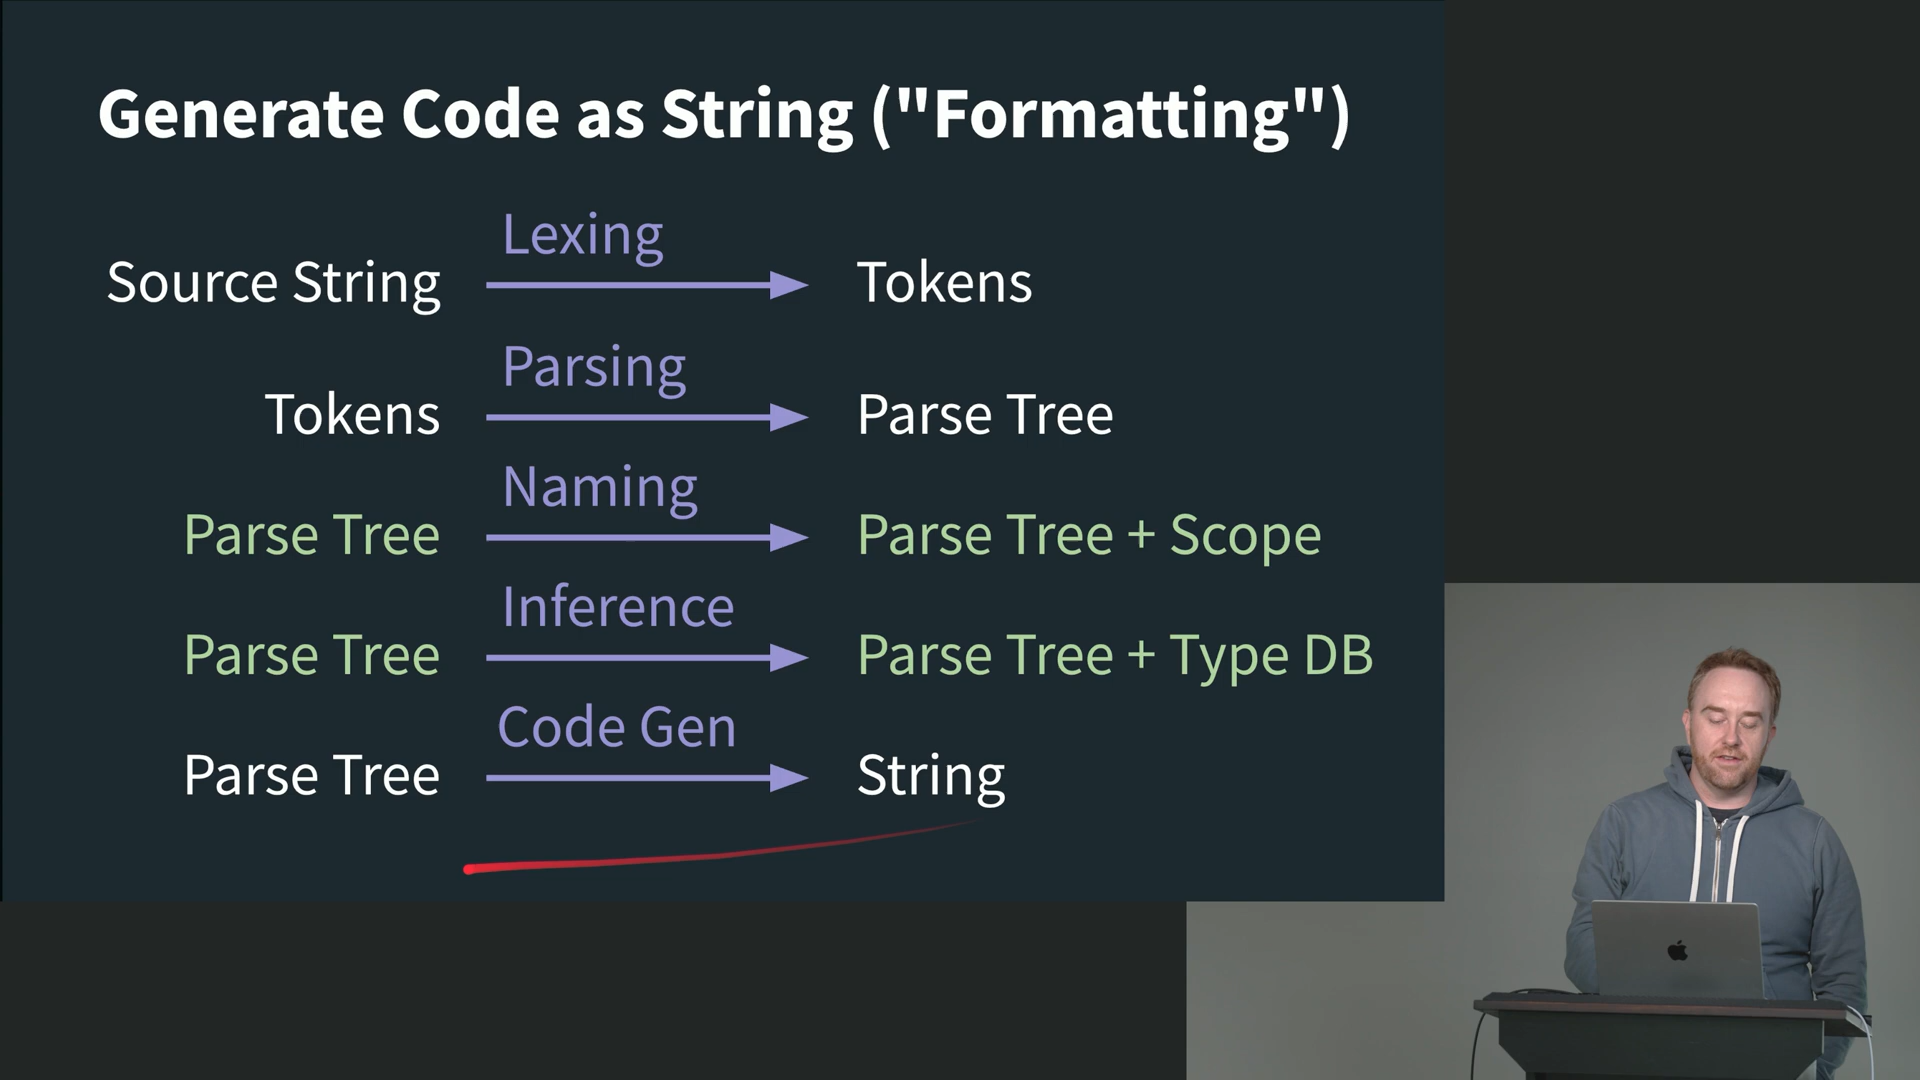 Generate Code as String ("Formatting")
Lexing
Source String Tokens
Parsing
Tokens Parse Tree
Naming
Parse Tree Parse Tree + Scope
Inference
Parse Tree Parse Tree + Type DB
Code Gen
Parse Tree String